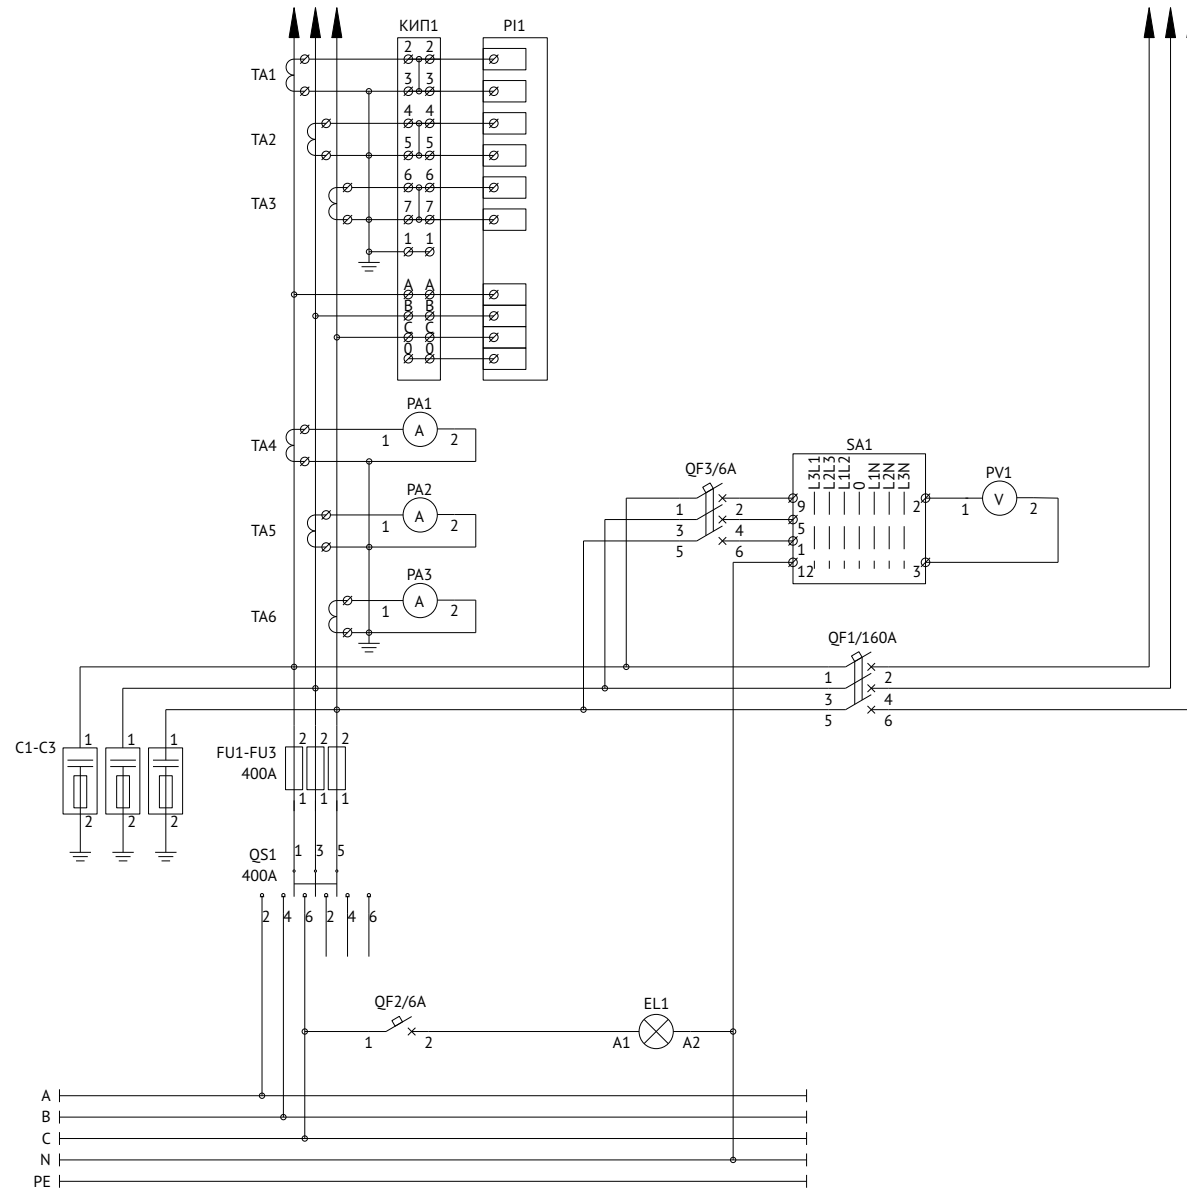 КИП1 PI1
2 2
TA1
3 3
4 4
TA2
5 5
6 6
TA3
7 7
1 1
A A
B B
C C
0 0
PA1
A
1 2
TA4
PA2
A
1 2
TA5
PA3
A
1 2
TA6
QF3/6A
1 2
3 4
5 6
SA1
L3L1
L2L3
L1L2
0
L1N
L2N
L3N
9 2
5
1
12 3
PV1
V
1 2
QF1/160A
1 2
3 4
5 6
C1-C3
1 1 1
2 2 2
FU1-FU3
400A
2 2 2
1 1 1
QS1
400A
1 3 5
2 4 6 2 4 6
QF2/6A
1 2
EL1
A1 A2
A
B
C
N
PE